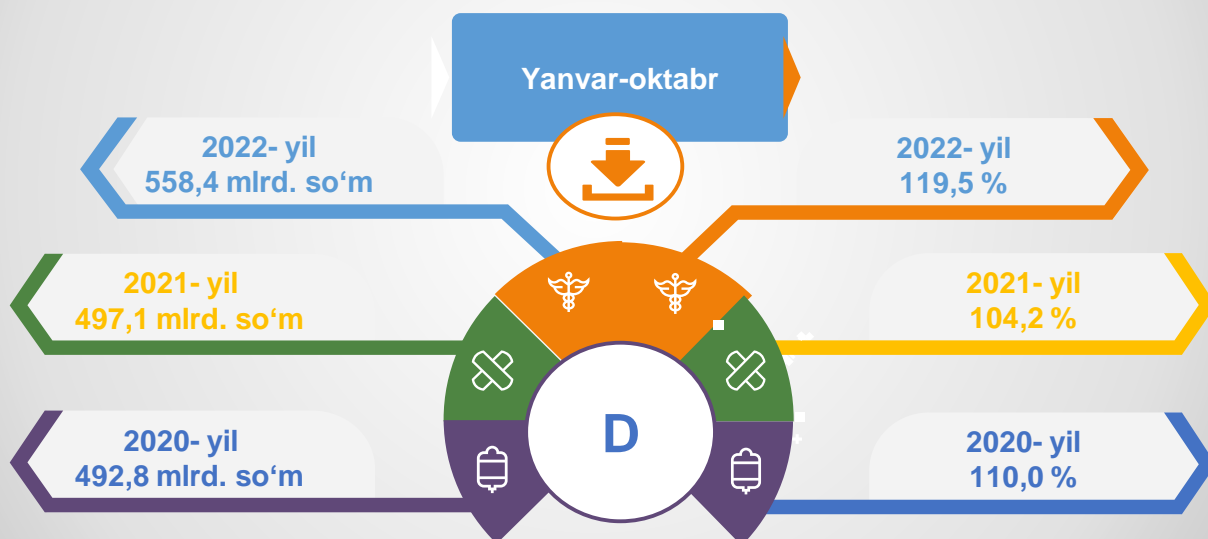 Yanvar-oktabr
2022- yil
558,4 mlrd. so‘m
2022- yil
119,5 %
2021- yil
497,1 mlrd. so‘m
2021- yil
104,2 %
2020- yil
492,8 mlrd. so‘m
D
2020- yil
110,0 %